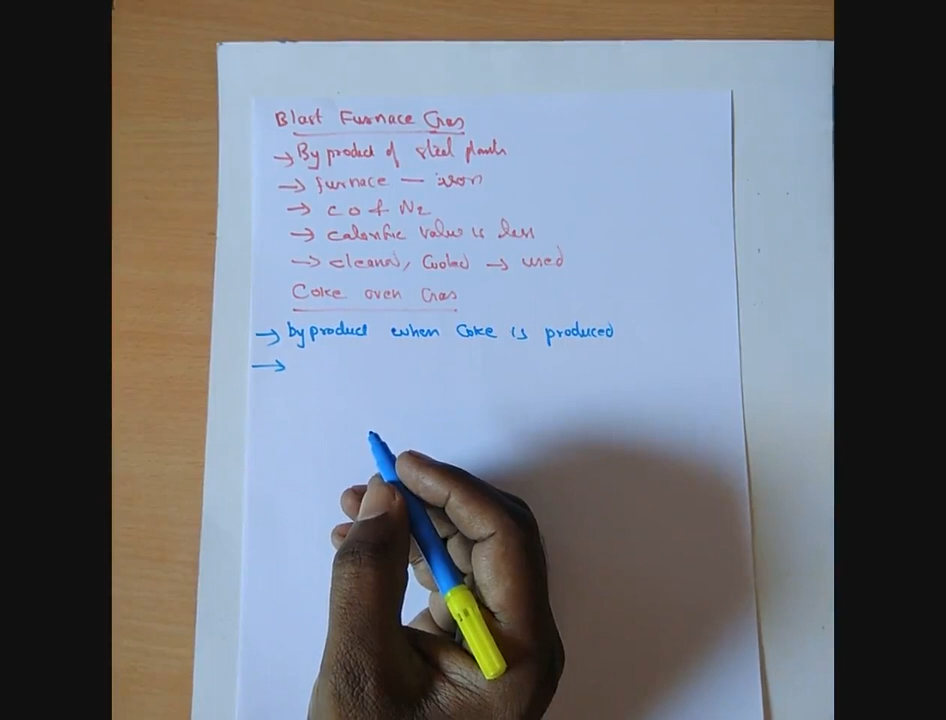 Blast Furnace Gas
→ By product of steel plants
→ furnace — iron
→ CO + N2
→ calorific value is less
→ cleaned, cooled → used
Coke oven Gas
→ by product when Coke is produced
→